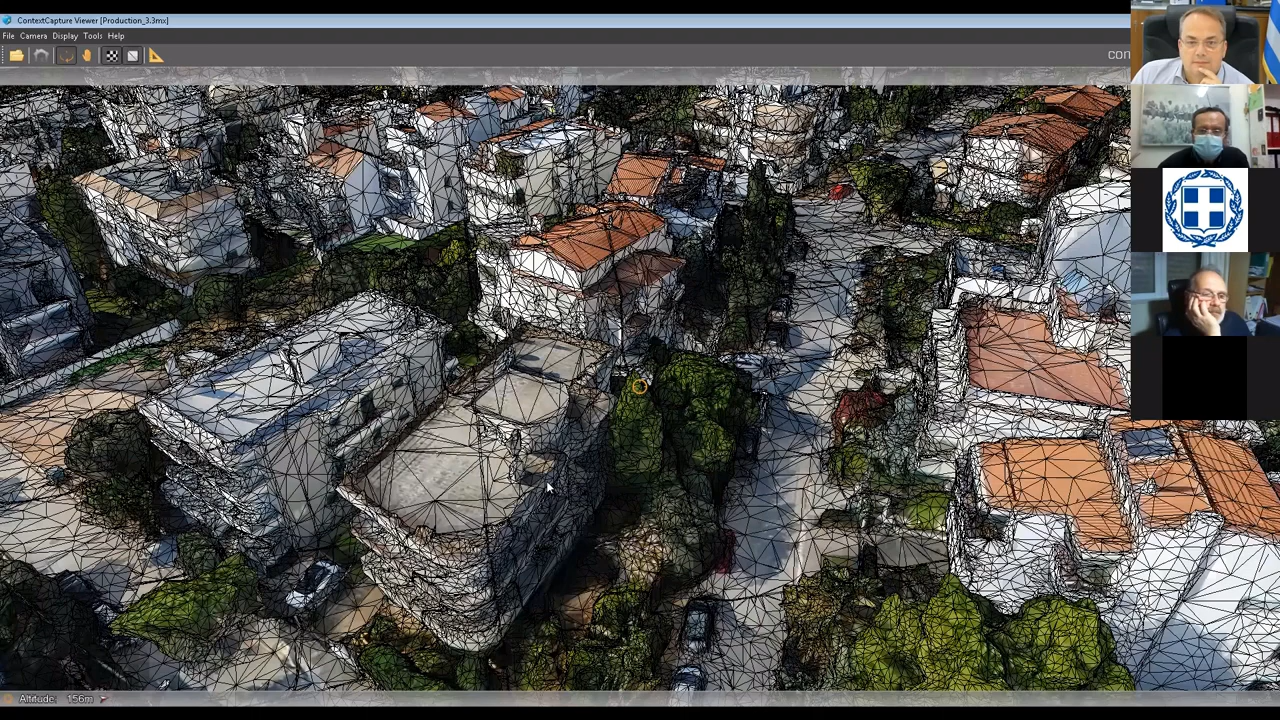 ContextCapture Viewer [Production_3.3mx]
File Camera Display Tools Help
con
Altitude: 156m